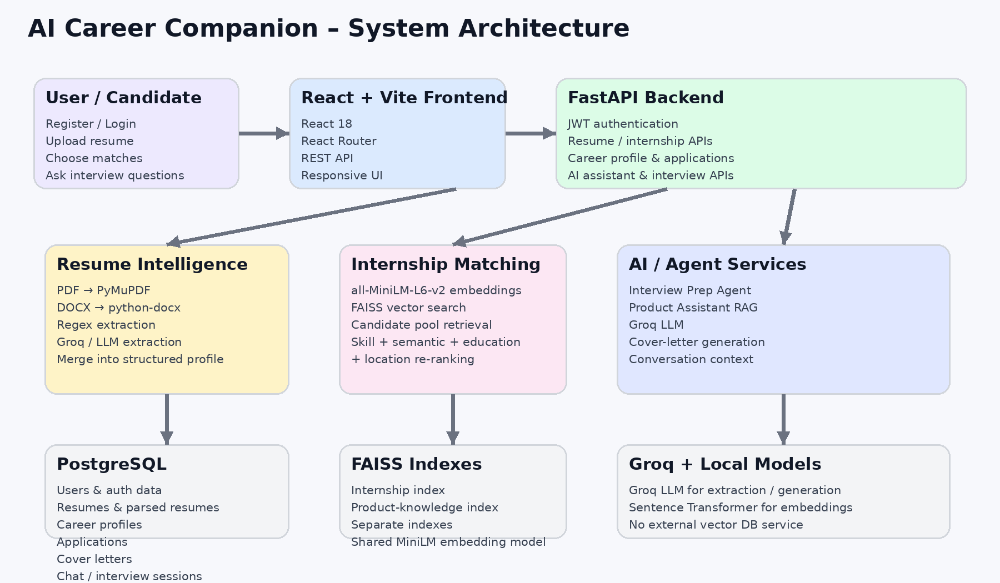 AI Career Companion – System Architecture
User / Candidate
Register / Login
Upload resume
Choose matches
Ask interview questions
React + Vite Frontend
React 18
React Router
REST API
Responsive UI
FastAPI Backend
JWT authentication
Resume / internship APIs
Career profile & applications
AI assistant & interview APIs
Resume Intelligence
PDF → PyMuPDF
DOCX → python-docx
Regex extraction
Groq / LLM extraction
Merge into structured profile
Internship Matching
all-MiniLM-L6-v2 embeddings
FAISS vector search
Candidate pool retrieval
Skill + semantic + education
+ location re-ranking
AI / Agent Services
Interview Prep Agent
Product Assistant RAG
Groq LLM
Cover-letter generation
Conversation context
PostgreSQL
Users & auth data
Resumes & parsed resumes
Career profiles
Applications
Cover letters
Chat / interview sessions
FAISS Indexes
Internship index
Product-knowledge index
Separate indexes
Shared MiniLM embedding model
Groq + Local Models
Groq LLM for extraction / generation
Sentence Transformer for embeddings
No external vector DB service